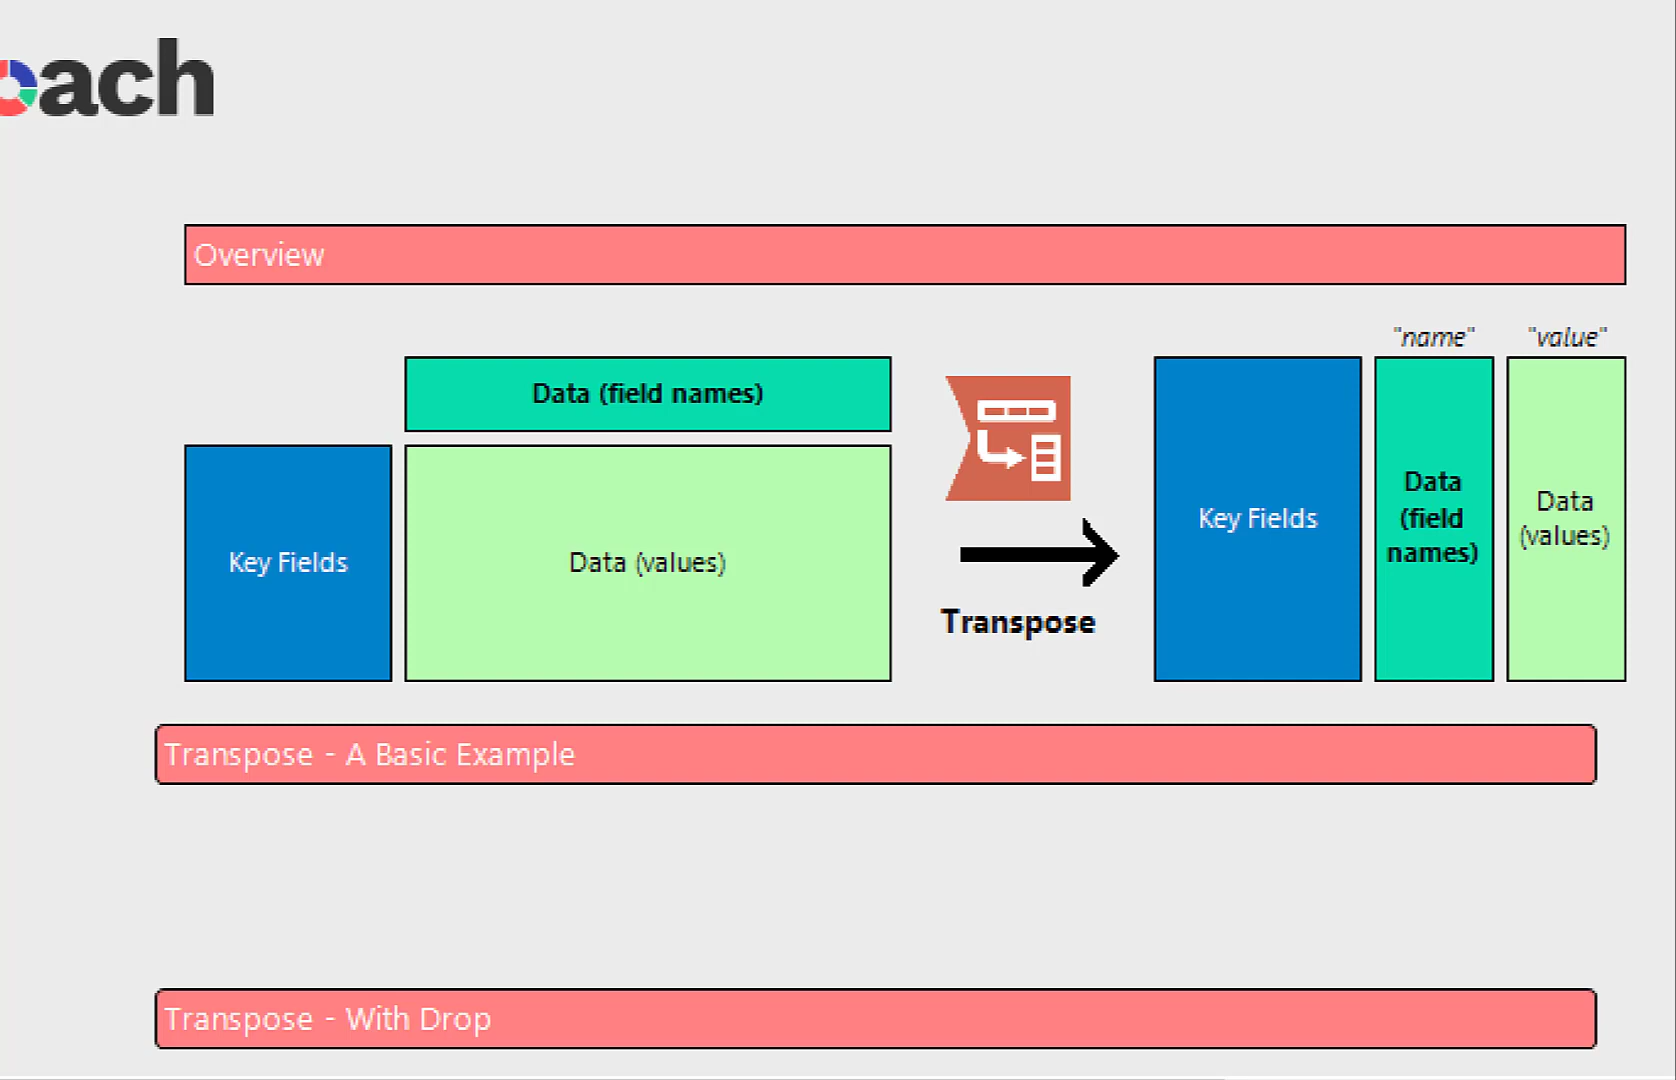 oach
Overview
"name" "value"
Data (field names)
Key Fields
Data (values)
Transpose
Key Fields
Data
(field
names)
Data
(values)
Transpose - A Basic Example
Transpose - With Drop